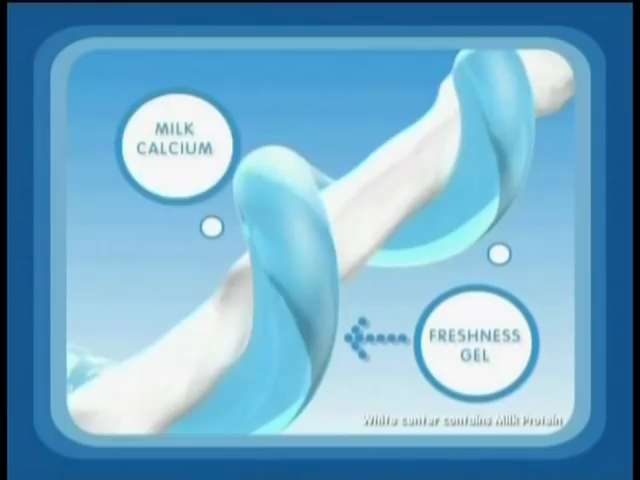 MILK
CALCIUM
FRESHNESS
GEL
White center contains Milk Protein